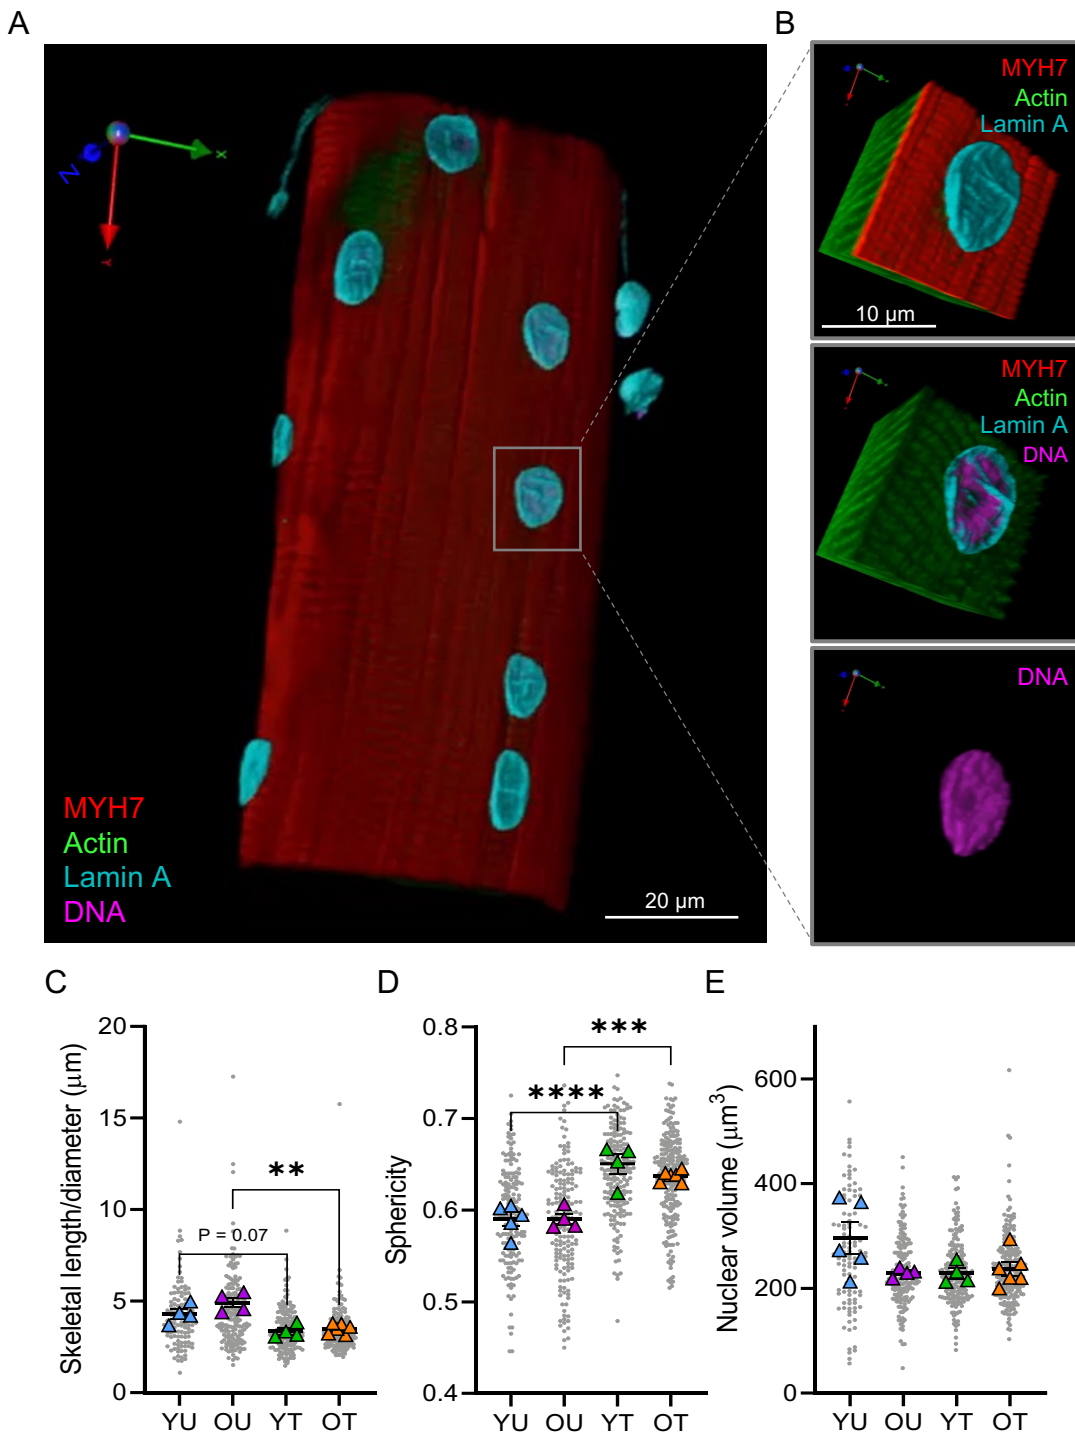 A
B
Z
X
Y
MYH7
Actin
Lamin A
DNA
20 μm
MYH7
Actin
Lamin A
10 μm
MYH7
Actin
Lamin A
DNA
DNA
C
Skeletal length/diameter (μm)
20
15
10
5
0
**
P = 0.07
YU OU YT OT
D
Sphericity
0.8
0.7
0.6
0.5
0.4
***
****
YU OU YT OT
E
Nuclear volume (μm³)
600
400
200
0
YU OU YT OT